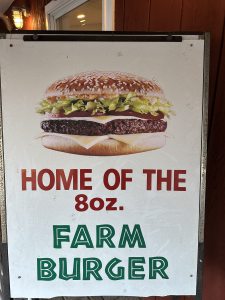 HOME OF THE
8oz.
FARM
BURGER